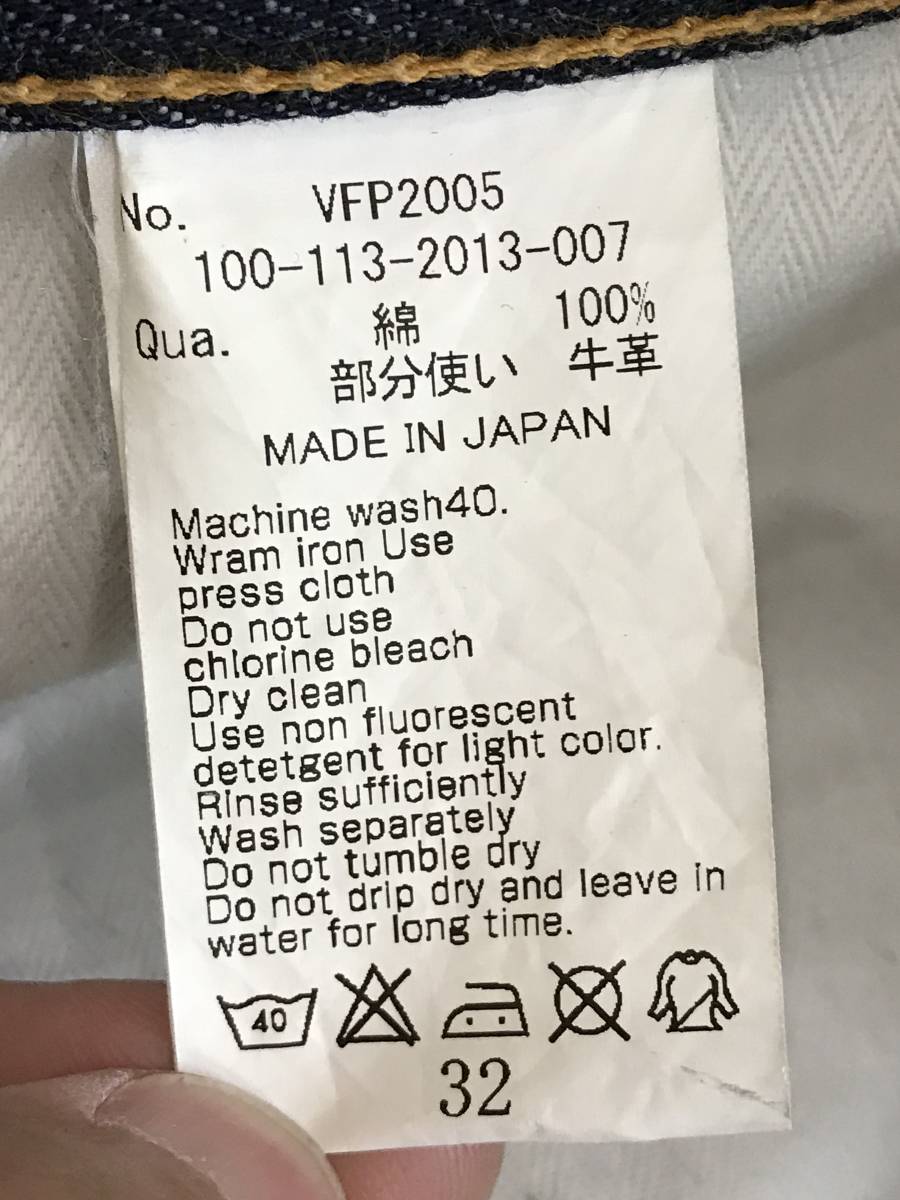 No. VFP2005
100-113-2013-007
Qua. 綿 100%
部分使い 牛革
MADE IN JAPAN
Machine wash40.
Wram iron Use
press cloth
Do not use
chlorine bleach
Dry clean
Use non fluorescent
detetgent for light color.
Rinse sufficiently
Wash separately
Do not tumble dry
Do not drip dry and leave in
water for long time.
40
32